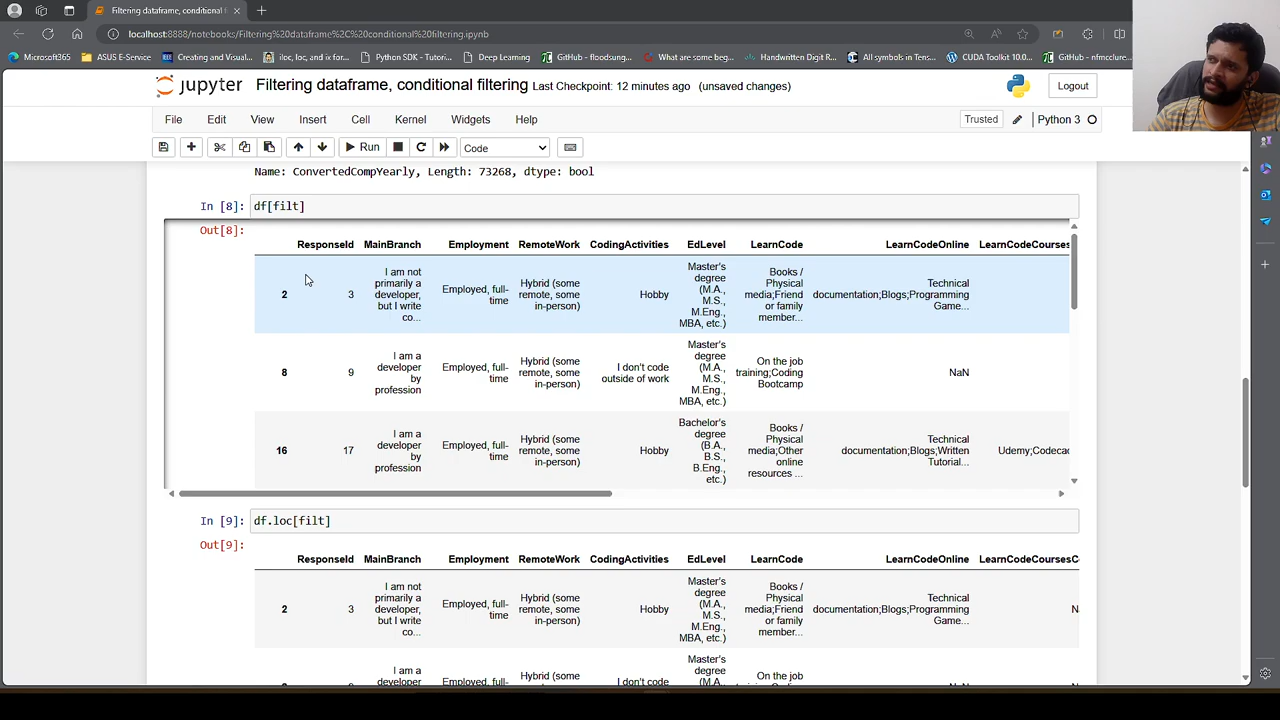 Filtering dataframe, conditional f
localhost:8888/notebooks/Filtering%20dataframe%2C%20conditional%20filtering.ipynb
Microsoft365
ASUS E-Service
Creating and Visual...
iloc, loc, and ix for...
Python SDK - Tutori...
Deep Learning
GitHub - floodsung...
What are some beg...
Handwritten Digit R...
All symbols in Tens...
CUDA Toolkit 10.0...
GitHub - nfmcclure...
jupyter Filtering dataframe, conditional filtering Last Checkpoint: 12 minutes ago (unsaved changes)
Logout
File Edit View Insert Cell Kernel Widgets Help
Trusted
Python 3
Run
Code
Name: ConvertedCompYearly, Length: 73268, dtype: bool
In [8]: df[filt]
Out[8]:
ResponseId MainBranch Employment RemoteWork CodingActivities EdLevel LearnCode LearnCodeOnline LearnCodeCourses
2
3
I am not
primarily a
developer,
but I write
co...
Employed, full-
time
Hybrid (some
remote, some
in-person)
Hobby
Master's
degree
(M.A.,
M.S.,
M.Eng.,
MBA, etc.)
Books /
Physical
media;Friend
or family
member...
Technical
documentation;Blogs;Programming
Game...
8
9
I am a
developer
by
profession
Employed, full-
time
Hybrid (some
remote, some
in-person)
I don't code
outside of work
Master's
degree
(M.A.,
M.S.,
M.Eng.,
MBA, etc.)
On the job
training;Coding
Bootcamp
NaN
16
17
I am a
developer
by
profession
Employed, full-
time
Hybrid (some
remote, some
in-person)
Hobby
Bachelor's
degree
(B.A.,
B.S.,
B.Eng.,
etc.)
Books /
Physical
media;Other
online
resources ...
Technical
documentation;Blogs;Written
Tutorial...
Udemy;Codecac
In [9]: df.loc[filt]
Out[9]:
ResponseId MainBranch Employment RemoteWork CodingActivities EdLevel LearnCode LearnCodeOnline LearnCodeCoursesC
2
3
I am not
primarily a
developer,
but I write
co...
Employed, full-
time
Hybrid (some
remote, some
in-person)
Hobby
Master's
degree
(M.A.,
M.S.,
M.Eng.,
MBA, etc.)
Books /
Physical
media;Friend
or family
member...
Technical
documentation;Blogs;Programming
Game...
N
I am a
Master's
degree
On the job